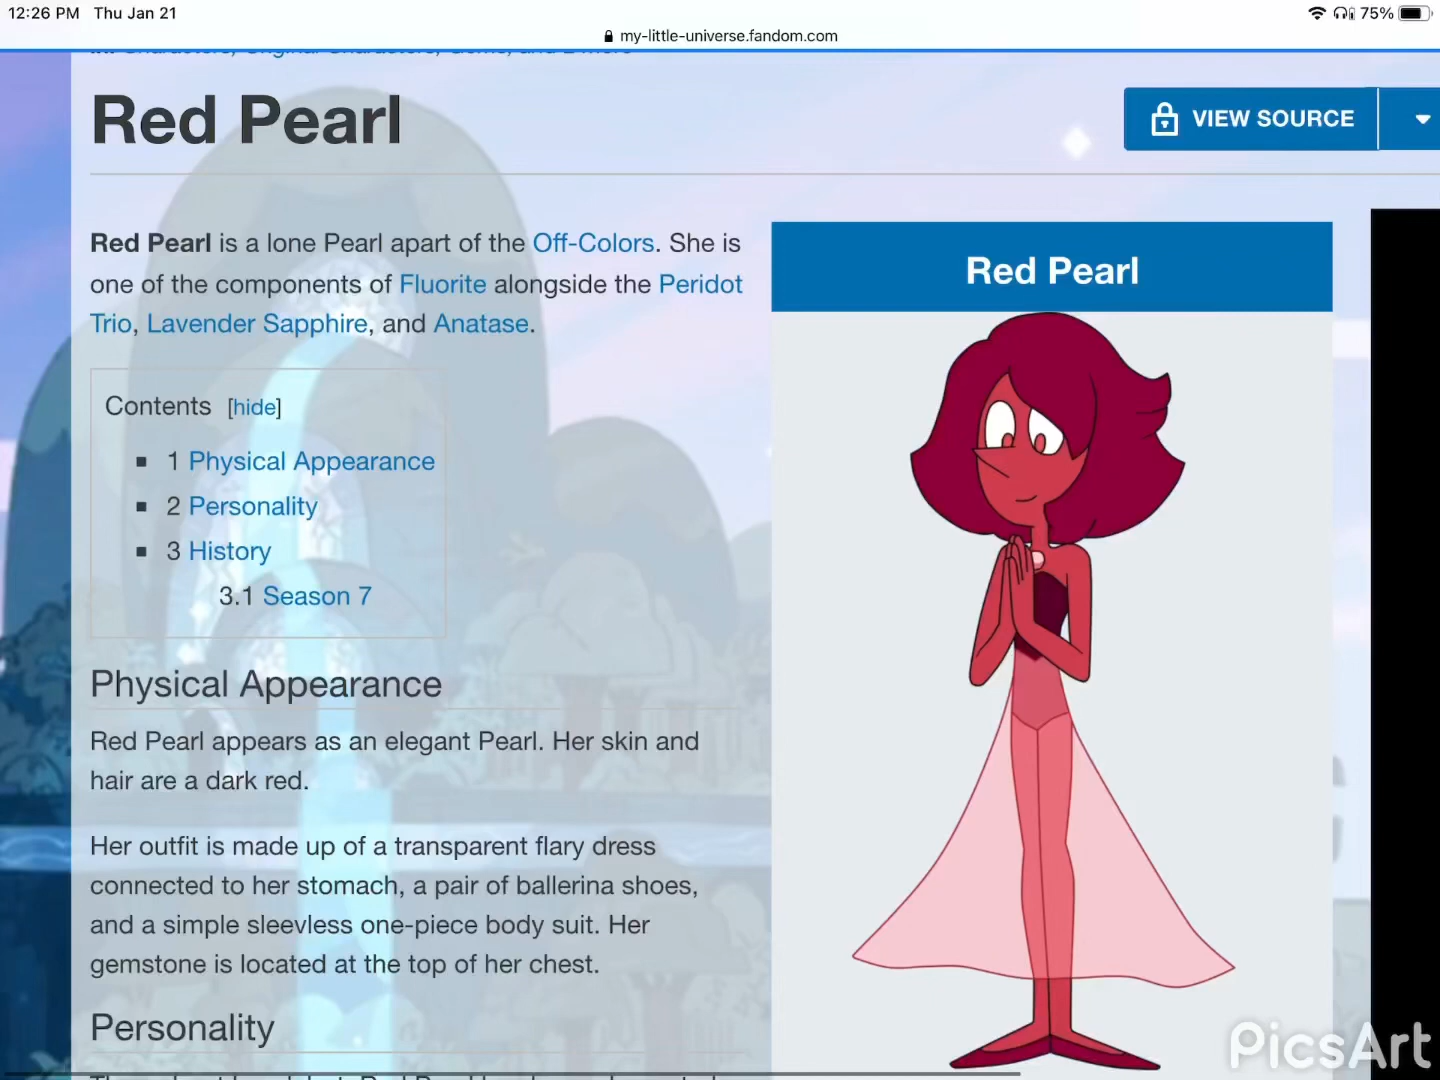 12:26 PM Thu Jan 21
75%
my-little-universe.fandom.com
Red Pearl
VIEW SOURCE
Red Pearl is a lone Pearl apart of the Off-Colors. She is
one of the components of Fluorite alongside the Peridot
Trio, Lavender Sapphire, and Anatase.
Contents [hide]
1 Physical Appearance
2 Personality
3 History
3.1 Season 7
Physical Appearance
Red Pearl appears as an elegant Pearl. Her skin and
hair are a dark red.
Her outfit is made up of a transparent flary dress
connected to her stomach, a pair of ballerina shoes,
and a simple sleevless one-piece body suit. Her
gemstone is located at the top of her chest.
Personality
Red Pearl
PicsArt